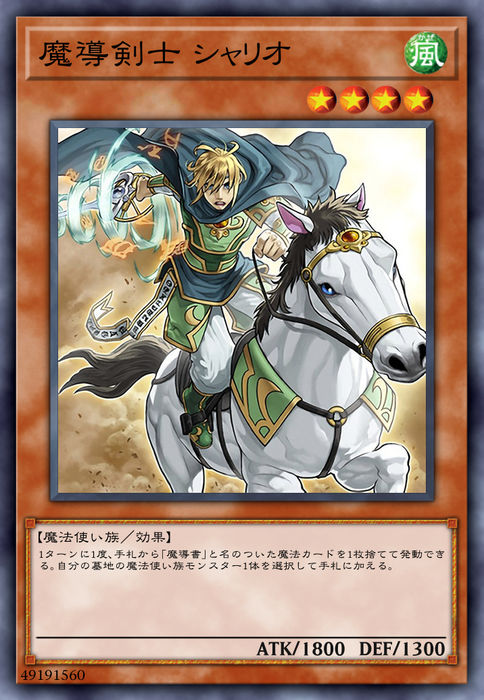 魔導剣士 シャリオ
風
【魔法使い族／効果】
1ターンに1度、手札から「魔導書」と名のついた魔法カードを1枚捨てて発動でき
る。自分の墓地の魔法使い族モンスター1体を選択して手札に加える。
ATK/1800 DEF/1300
49191560